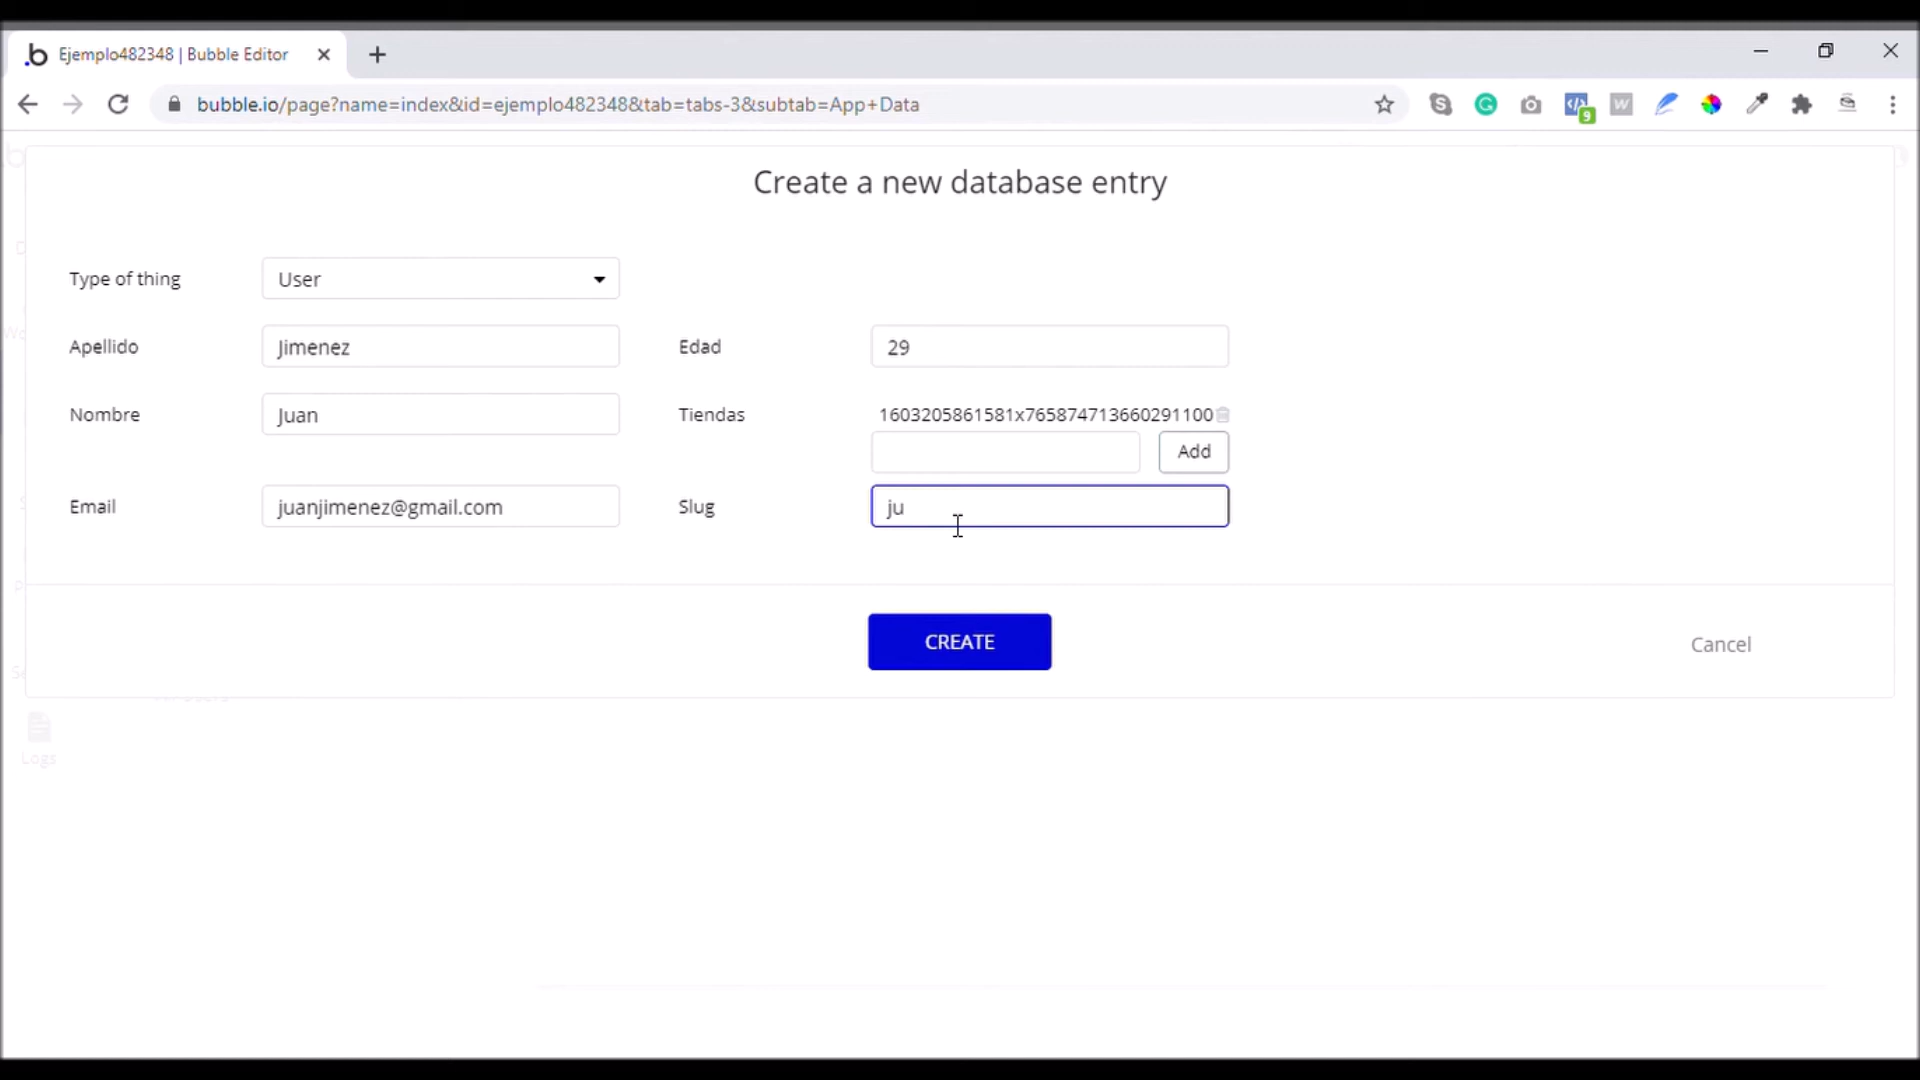 Ejemplo482348 | Bubble Editor
bubble.io/page?name=index&id=ejemplo482348&tab=tabs-3&subtab=App+Data
9
W
Create a new database entry
Type of thing
User
Apellido
Jimenez
Edad
29
Nombre
Juan
Tiendas
1603205861581x765874713660291100
Add
Email
juanjimenez@gmail.com
Slug
ju
CREATE
Cancel
Logs